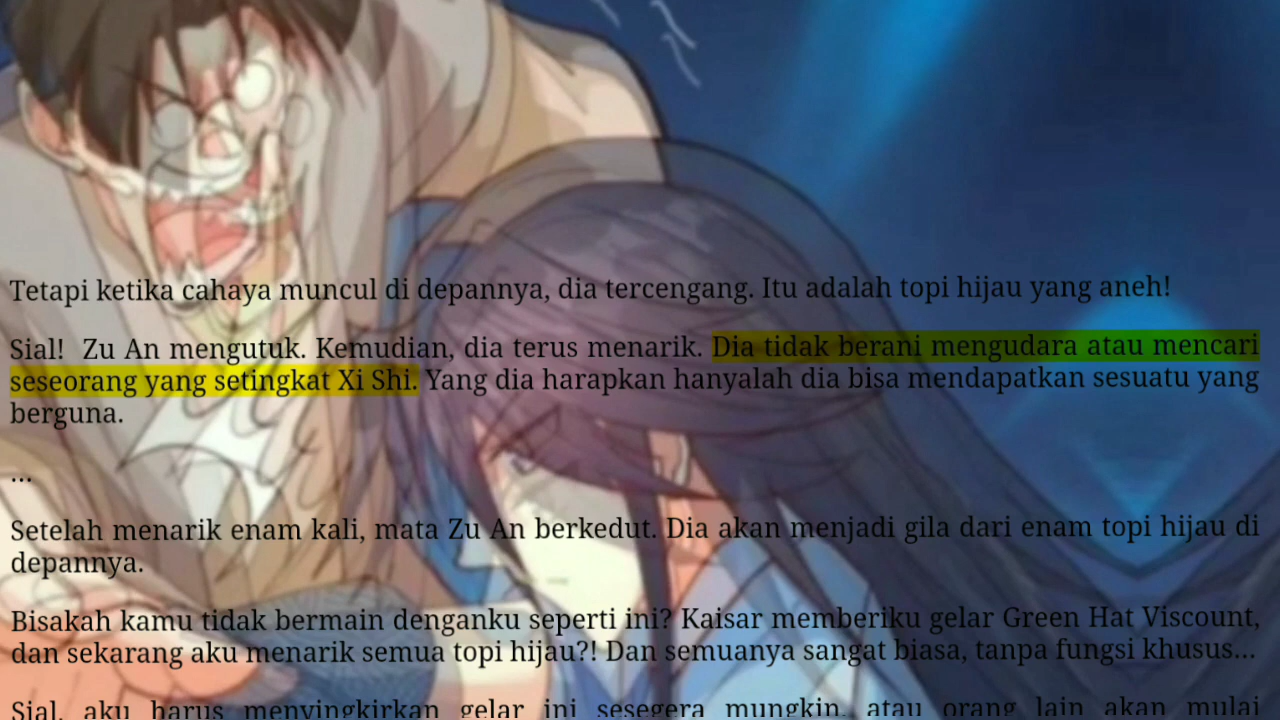 Tetapi ketika cahaya muncul di depannya, dia tercengang. Itu adalah topi hijau yang aneh!
Sial!  Zu An mengutuk. Kemudian, dia terus menarik. Dia tidak berani mengudara atau mencari
seseorang yang setingkat Xi Shi. Yang dia harapkan hanyalah dia bisa mendapatkan sesuatu yang
berguna.
...
Setelah menarik enam kali, mata Zu An berkedut. Dia akan menjadi gila dari enam topi hijau di
depannya.
Bisakah kamu tidak bermain denganku seperti ini? Kaisar memberiku gelar Green Hat Viscount,
dan sekarang aku menarik semua topi hijau?! Dan semuanya sangat biasa, tanpa fungsi khusus...
Sial, aku harus menyingkirkan gelar ini sesegera mungkin, atau orang lain akan mulai